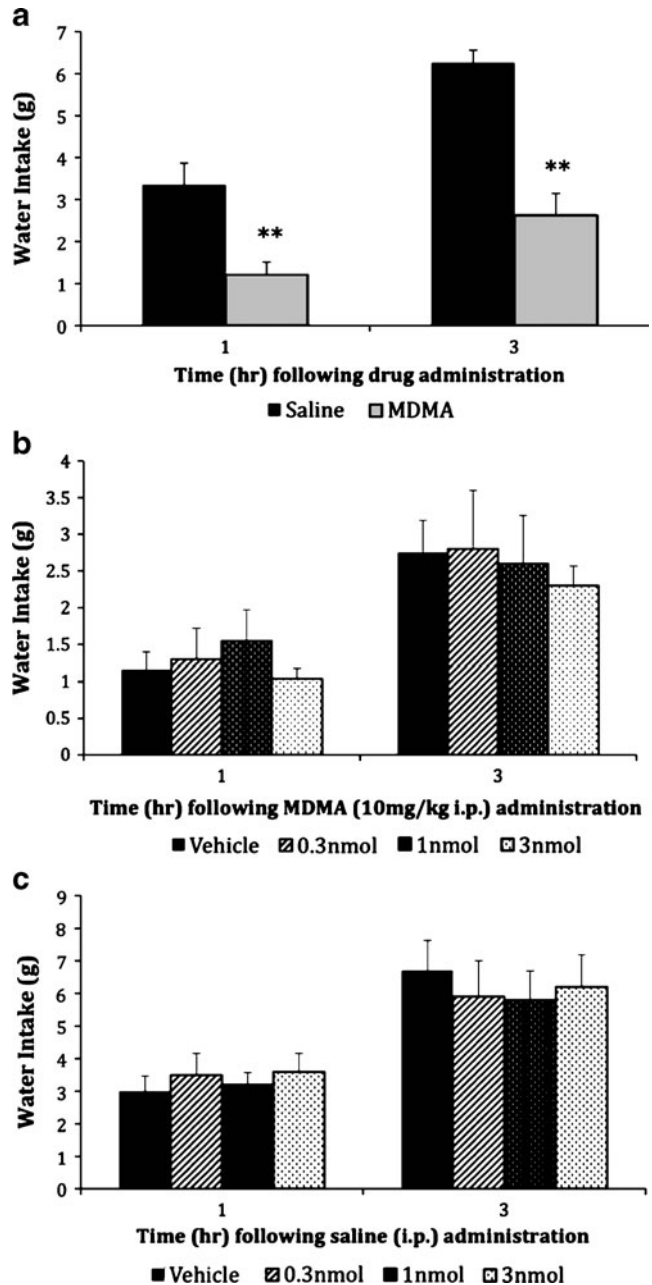 a
7
6
5
4
3
2
1
0
Water Intake (g)
**
**
1 3
Time (hr) following drug administration
Saline MDMA
b
4
3.5
3
2.5
2
1.5
1
0.5
0
Water Intake (g)
1 3
Time (hr) following MDMA (10mg/kg i.p.) administration
Vehicle 0.3nmol 1nmol 3nmol
c
9
8
7
6
5
4
3
2
1
0
Water Intake (g)
1 3
Time (hr) following saline (i.p.) administration
Vehicle 0.3nmol 1nmol 3nmol